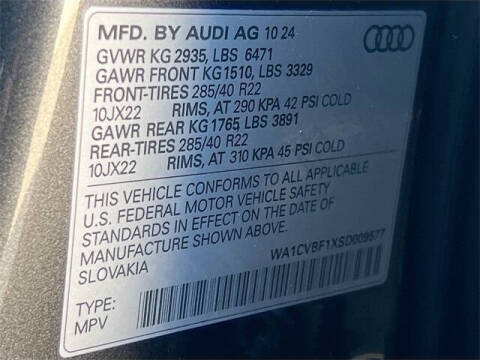 MFD. BY AUDI AG 10 24
GVWR KG 2935, LBS 6471
GAWR FRONT KG1510, LBS 3329
FRONT-TIRES 285/40 R22
10JX22 RIMS, AT 290 KPA 42 PSI COLD
GAWR REAR KG 1765, LBS 3891
REAR-TIRES 285/40 R22
10JX22 RIMS, AT 310 KPA 45 PSI COLD
THIS VEHICLE CONFORMS TO ALL APPLICABLE
U.S. FEDERAL MOTOR VEHICLE SAFETY
STANDARDS IN EFFECT ON THE DATE OF
MANUFACTURE SHOWN ABOVE.
SLOVAKIA
WA1CVBF1XSD009577
TYPE:
MPV